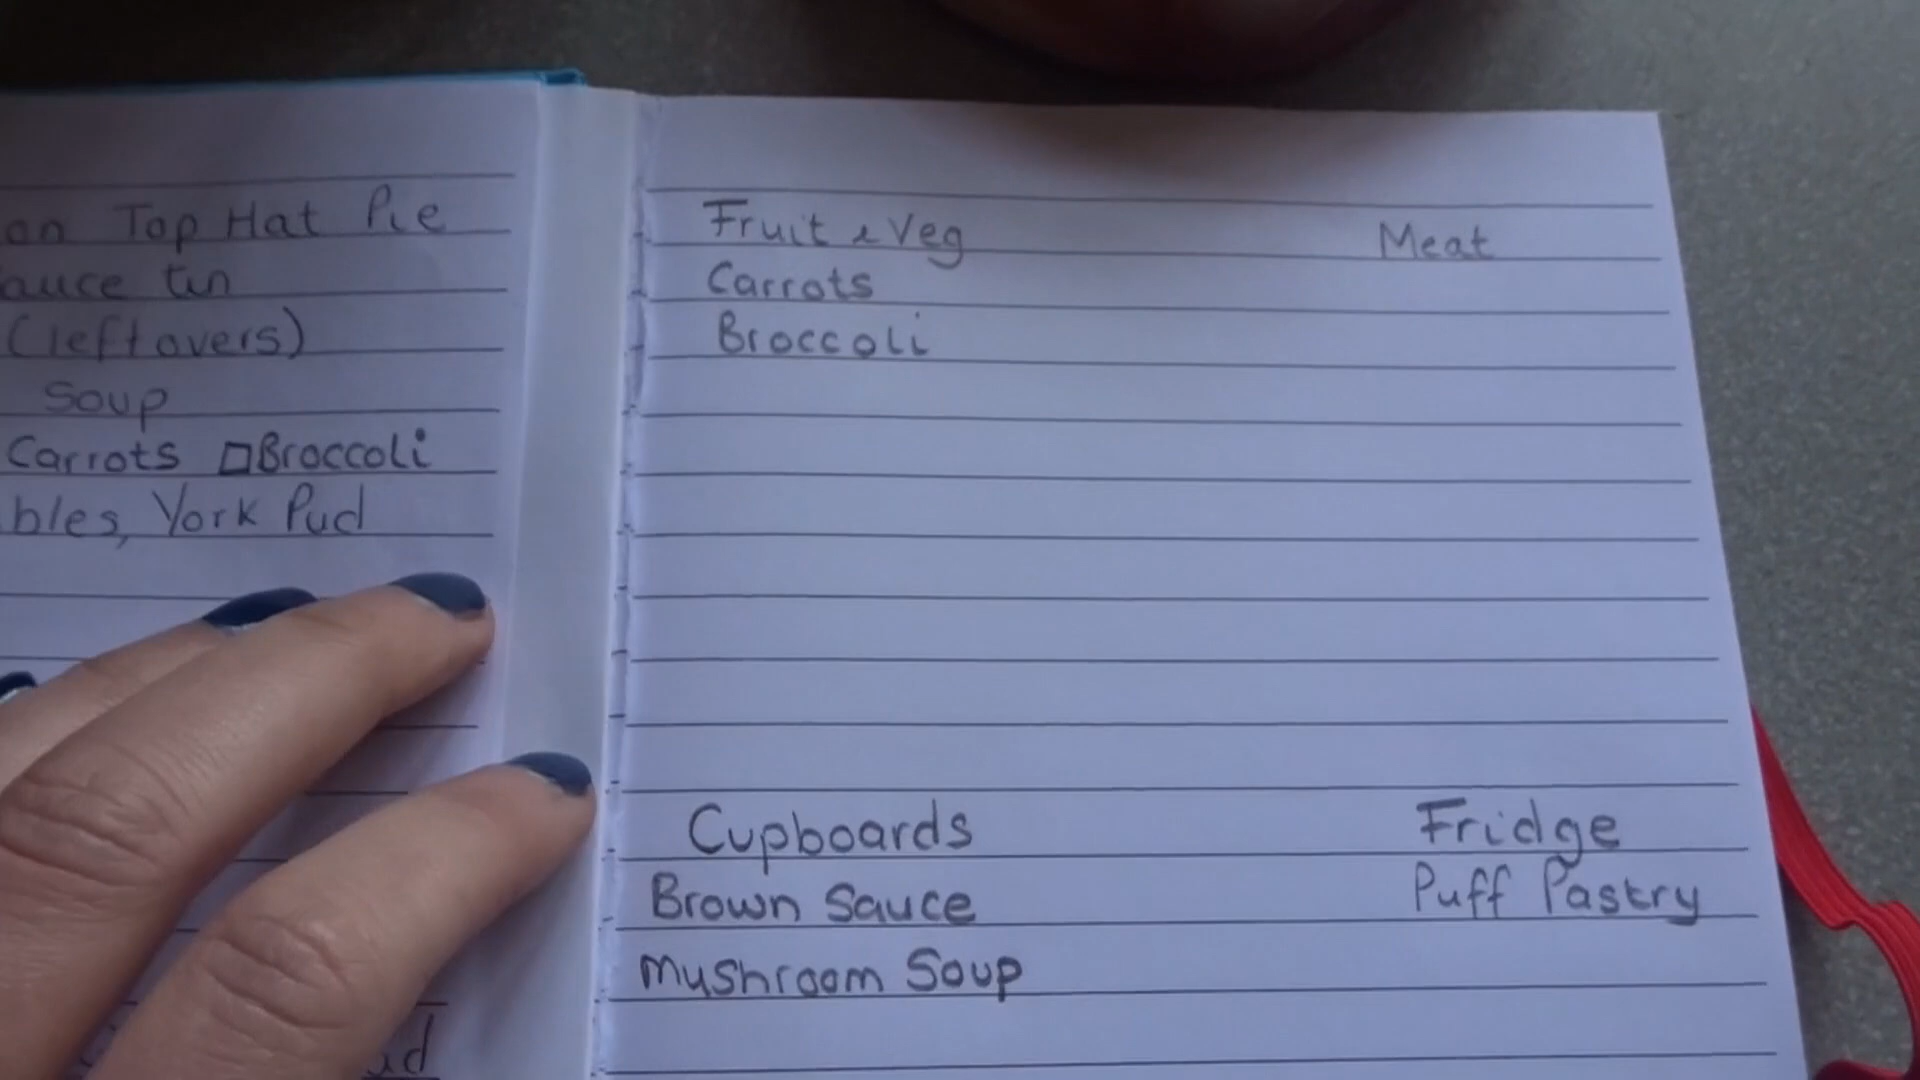 on Top Hat Pie
auce tin
(leftovers)
Soup
Carrots Broccoli
bles, York Pud
Fruit & Veg
Meat
Carrots
Broccoli
Cupboards
Fridge
Brown Sauce
Puff Pastry
Mushroom Soup